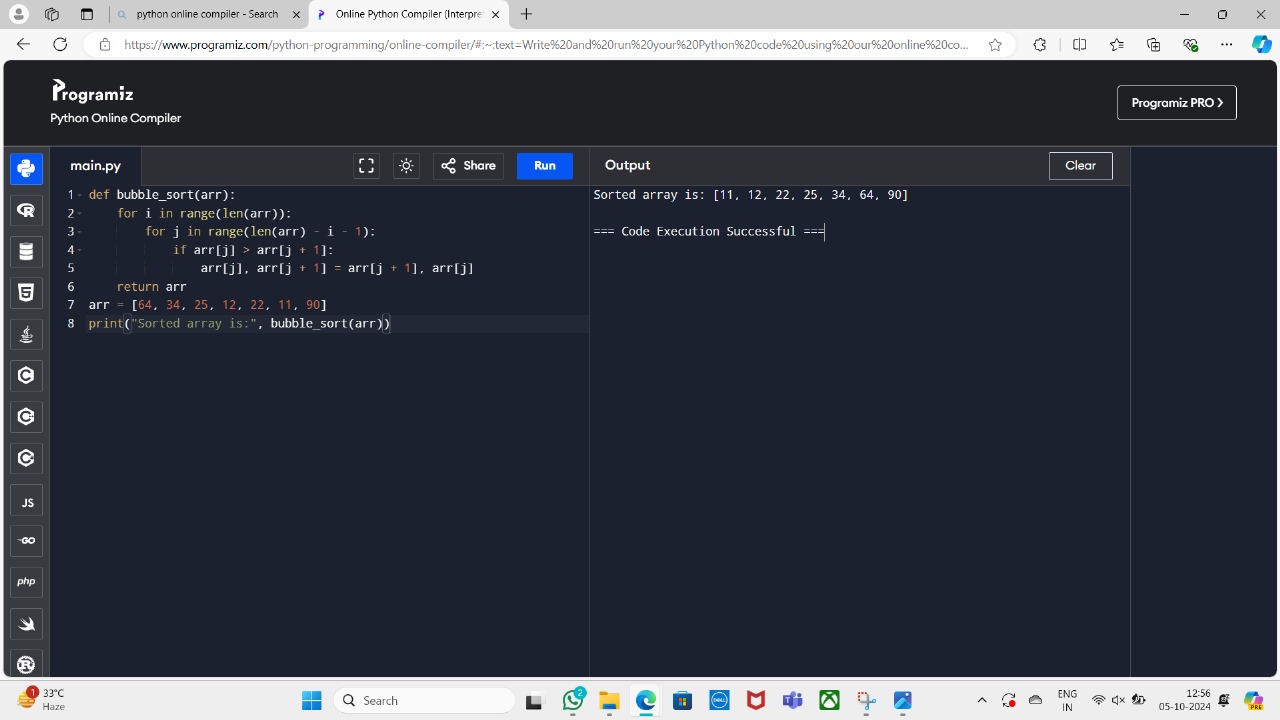 python online compiler - Search
Online Python Compiler (Interpre
https://www.programiz.com/python-programming/online-compiler/#:~:text=Write%20and%20run%20your%20Python%20code%20using%20our%20online%20co...
Programiz
Python Online Compiler
Programiz PRO >
main.py
Share
Run
Output
Clear
1 def bubble_sort(arr):
2 for i in range(len(arr)):
3 for j in range(len(arr) - i - 1):
4 if arr[j] > arr[j + 1]:
5 arr[j], arr[j + 1] = arr[j + 1], arr[j]
6 return arr
7 arr = [64, 34, 25, 12, 22, 11, 90]
8 print("Sorted array is:", bubble_sort(arr))
Sorted array is: [11, 12, 22, 25, 34, 64, 90]
=== Code Execution Successful ===
JS
GO
php
1
33°C
Haze
Search
2
DELL
ENG
IN
12:56
05-10-2024
PRE